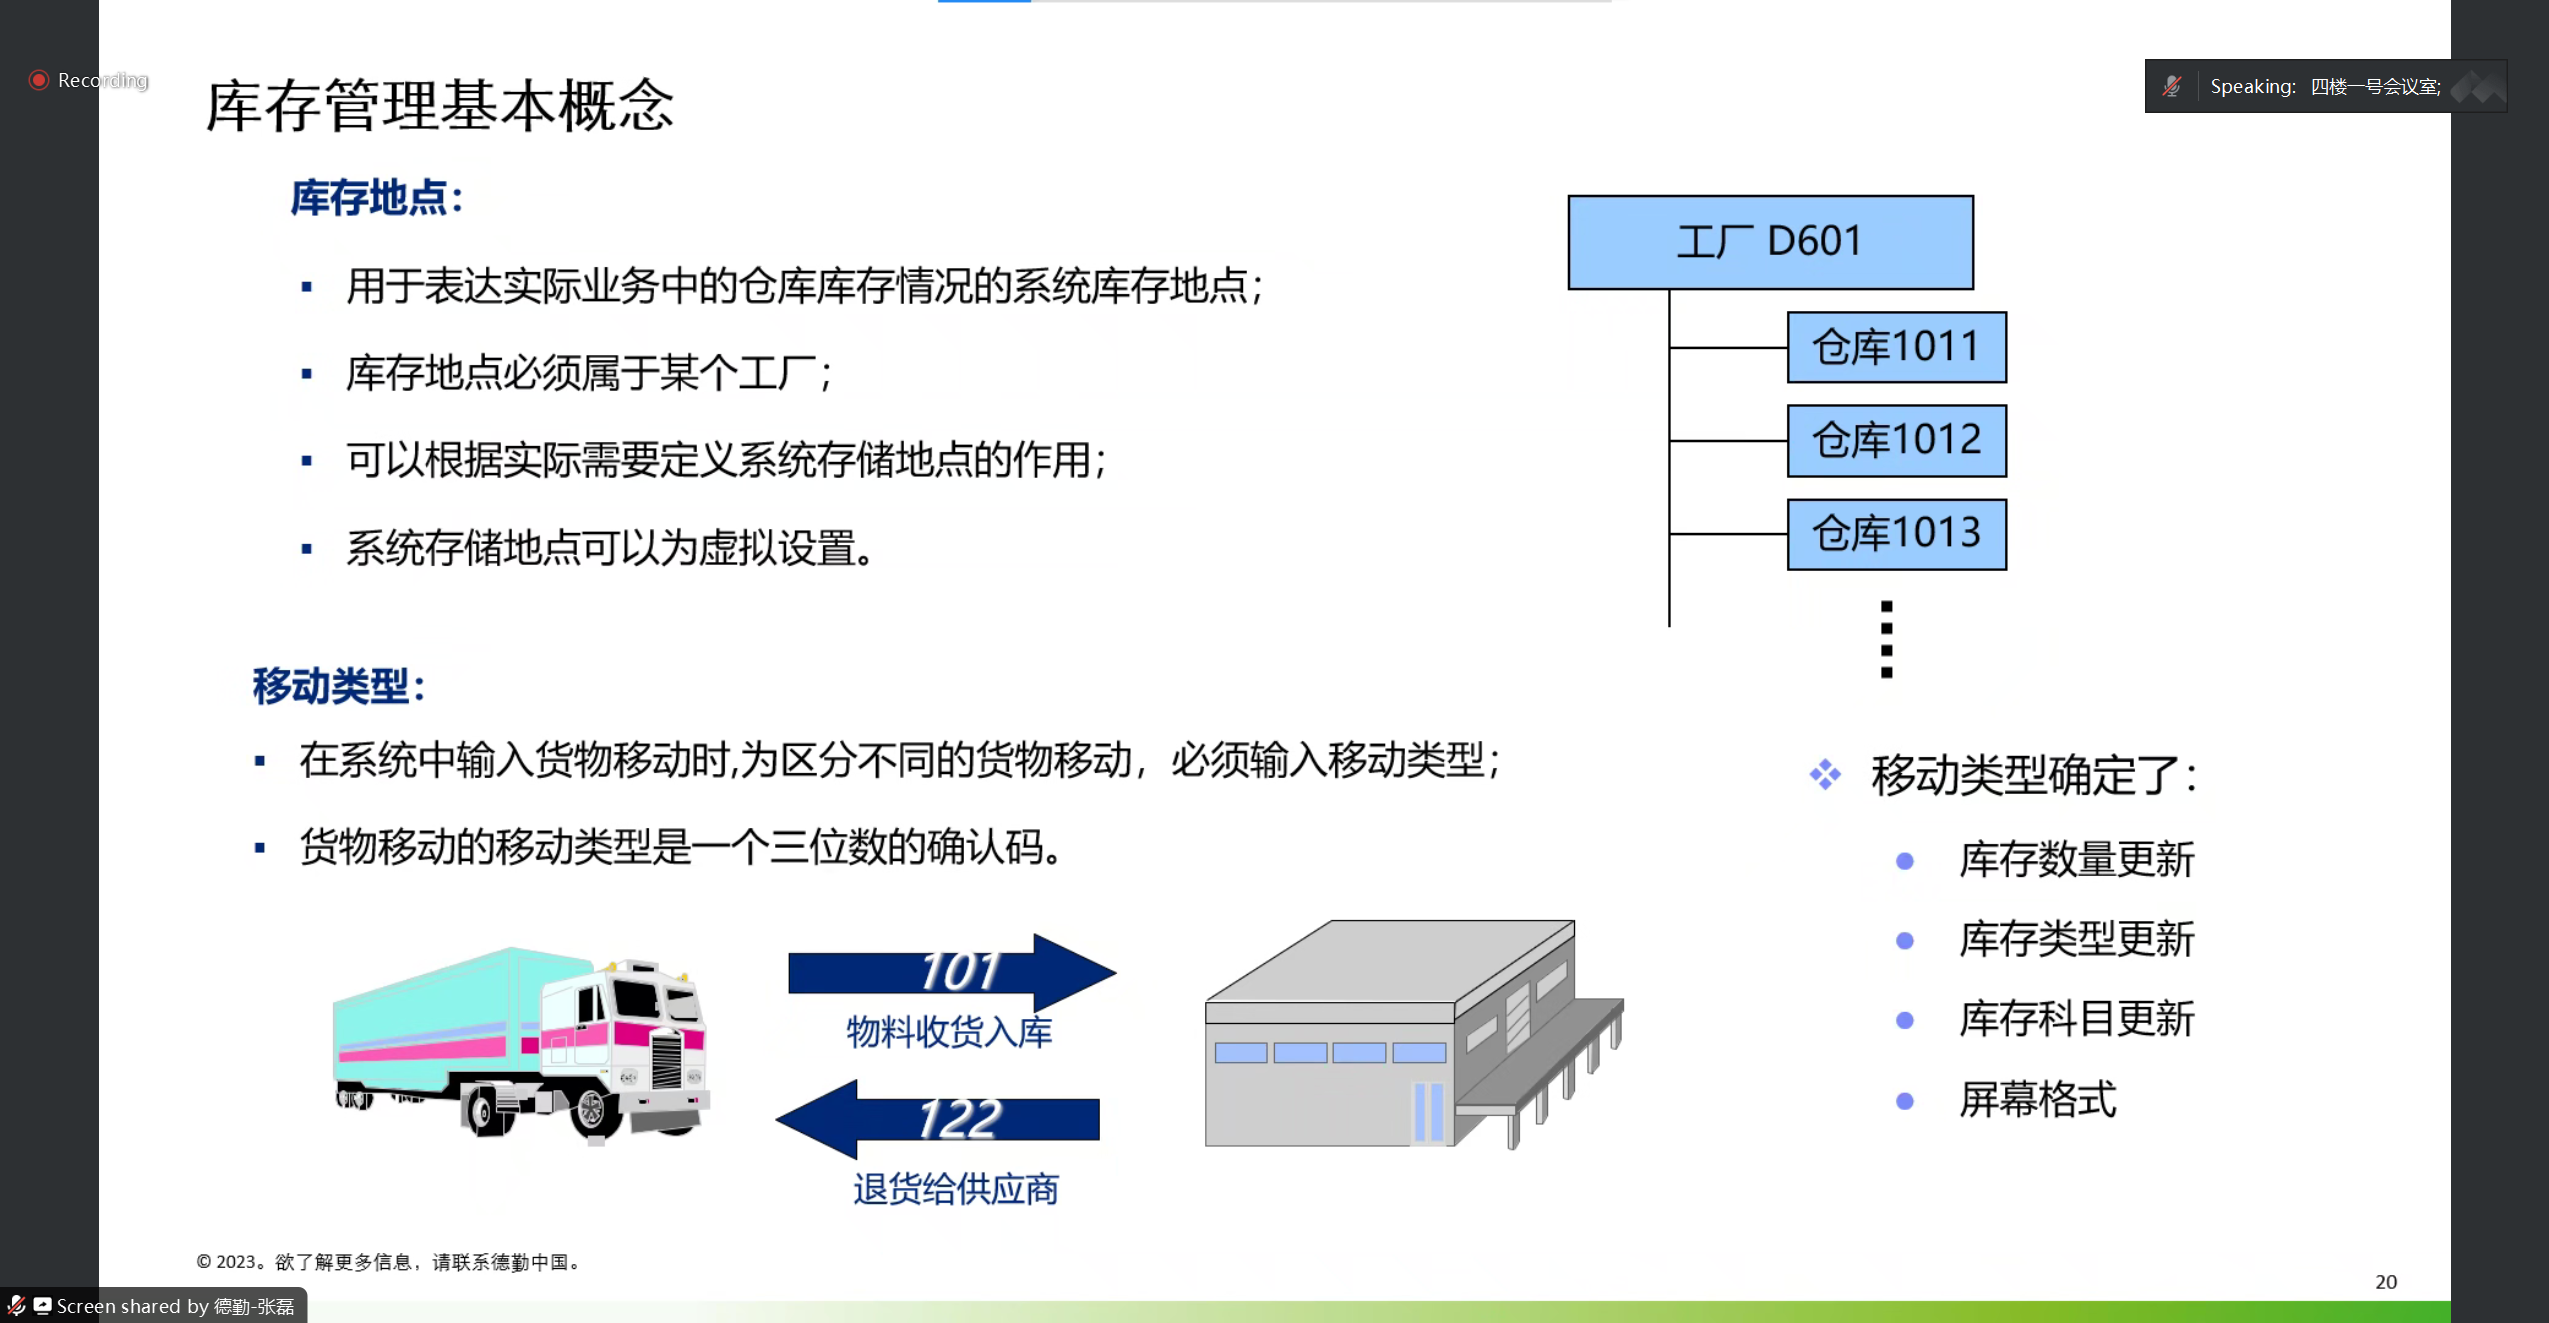 Recording
Speaking: 四楼一号会议室;
库存管理基本概念
库存地点：
用于表达实际业务中的仓库库存情况的系统库存地点；
库存地点必须属于某个工厂；
可以根据实际需要定义系统存储地点的作用；
系统存储地点可以为虚拟设置。
工厂 D601
仓库1011
仓库1012
仓库1013
移动类型：
在系统中输入货物移动时,为区分不同的货物移动，必须输入移动类型；
货物移动的移动类型是一个三位数的确认码。
101
物料收货入库
122
退货给供应商
移动类型确定了：
库存数量更新
库存类型更新
库存科目更新
屏幕格式
© 2023。欲了解更多信息，请联系德勤中国。
20
Screen shared by 德勤-张磊